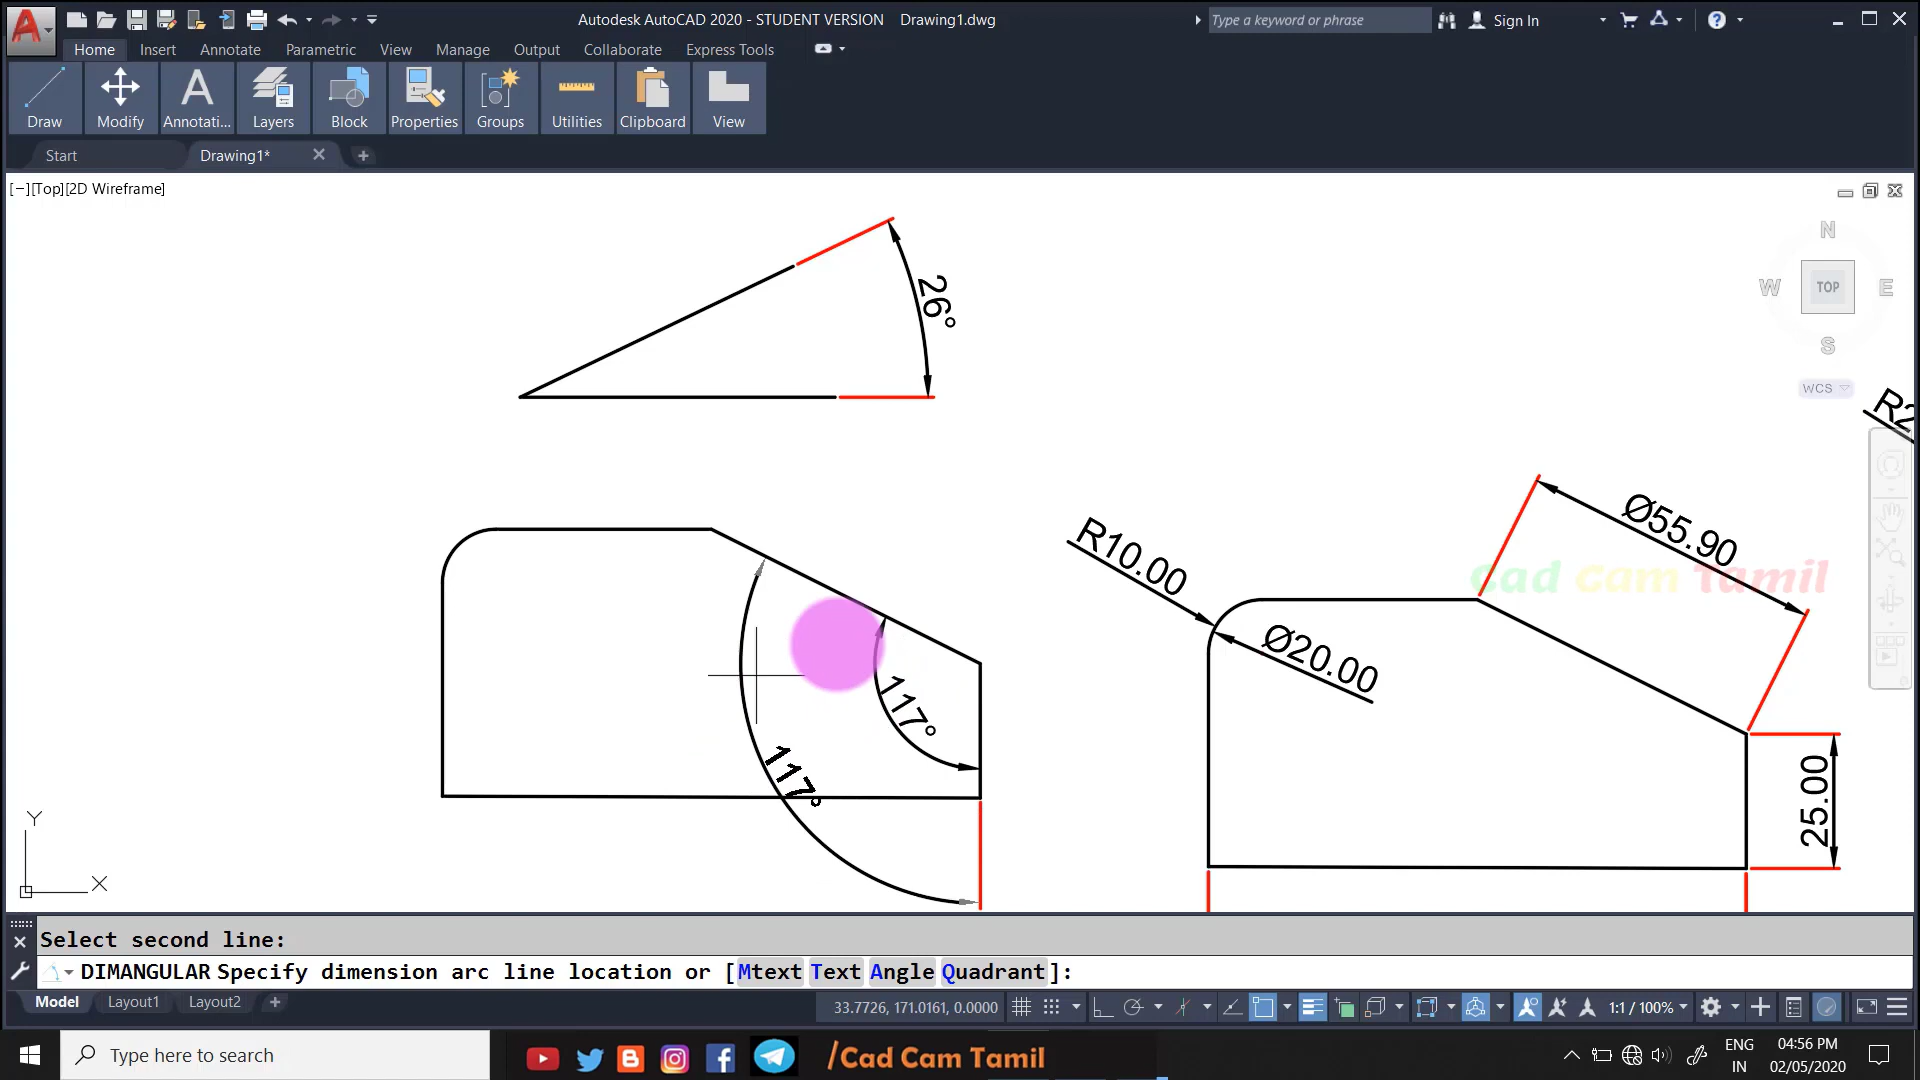 Autodesk AutoCAD 2020 - STUDENT VERSION Drawing1.dwg
Type a keyword or phrase
Sign In
Home Insert Annotate Parametric View Manage Output Collaborate Express Tools
Draw Modify Annotati... Layers Block Properties Groups Utilities Clipboard View
Start Drawing1*
[−][Top][2D Wireframe]
N
W TOP E
S
WCS
26°
R10.00
Ø20.00
Ø55.90
Cad Cam Tamil
117°
117°
25.00
Y
X
Select second line:
DIMANGULAR Specify dimension arc line location or [Mtext Text Angle Quadrant]:
Model Layout1 Layout2
33.7726, 171.0161, 0.0000
1:1 / 100%
Type here to search
/Cad Cam Tamil
ENG
IN
04:56 PM
02/05/2020